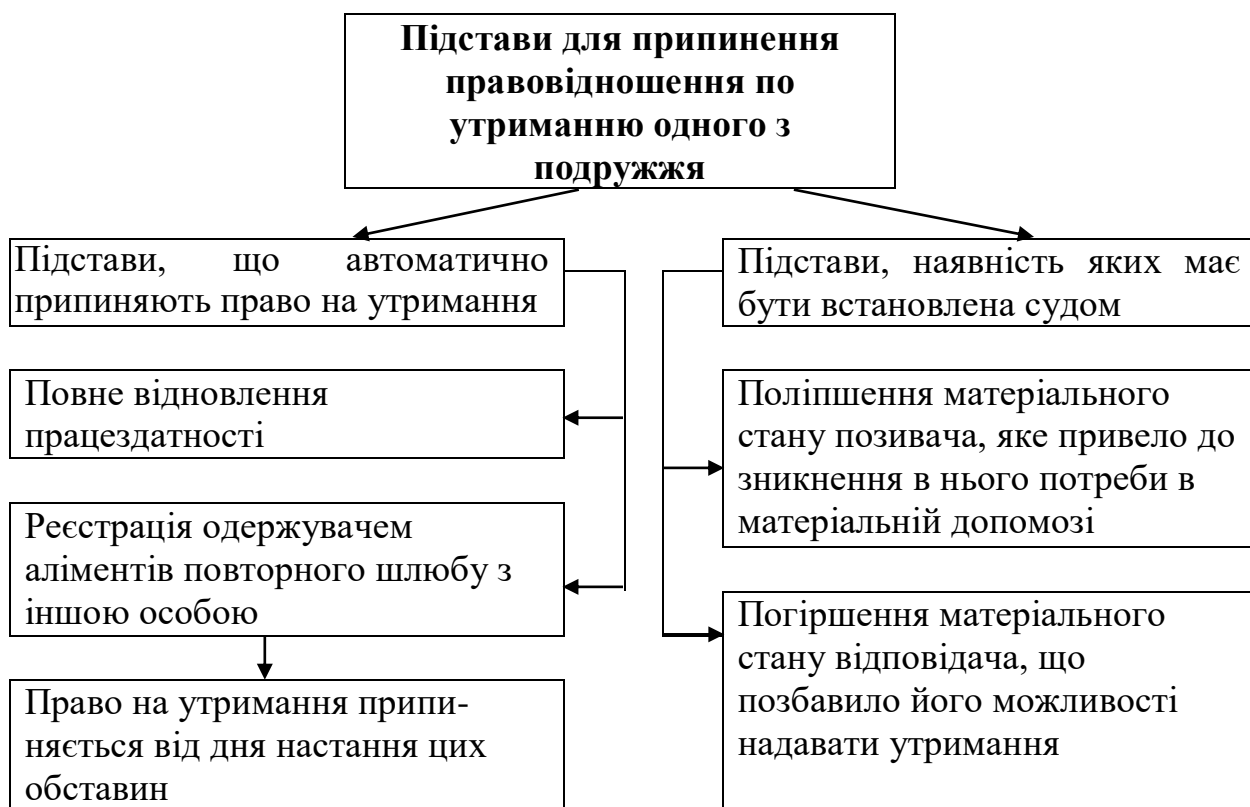 Підстави для припинення
правовідношення по
утриманню одного з
подружжя
Підстави, що автоматично
припиняють право на утримання
Повне відновлення
працездатності
Реєстрація одержувачем
аліментів повторного шлюбу з
іншою особою
Право на утримання припи-
няється від дня настання цих
обставин
Підстави, наявність яких має
бути встановлена судом
Поліпшення матеріального
стану позивача, яке привело до
зникнення в нього потреби в
матеріальній допомозі
Погіршення матеріального
стану відповідача, що
позбавило його можливості
надавати утримання